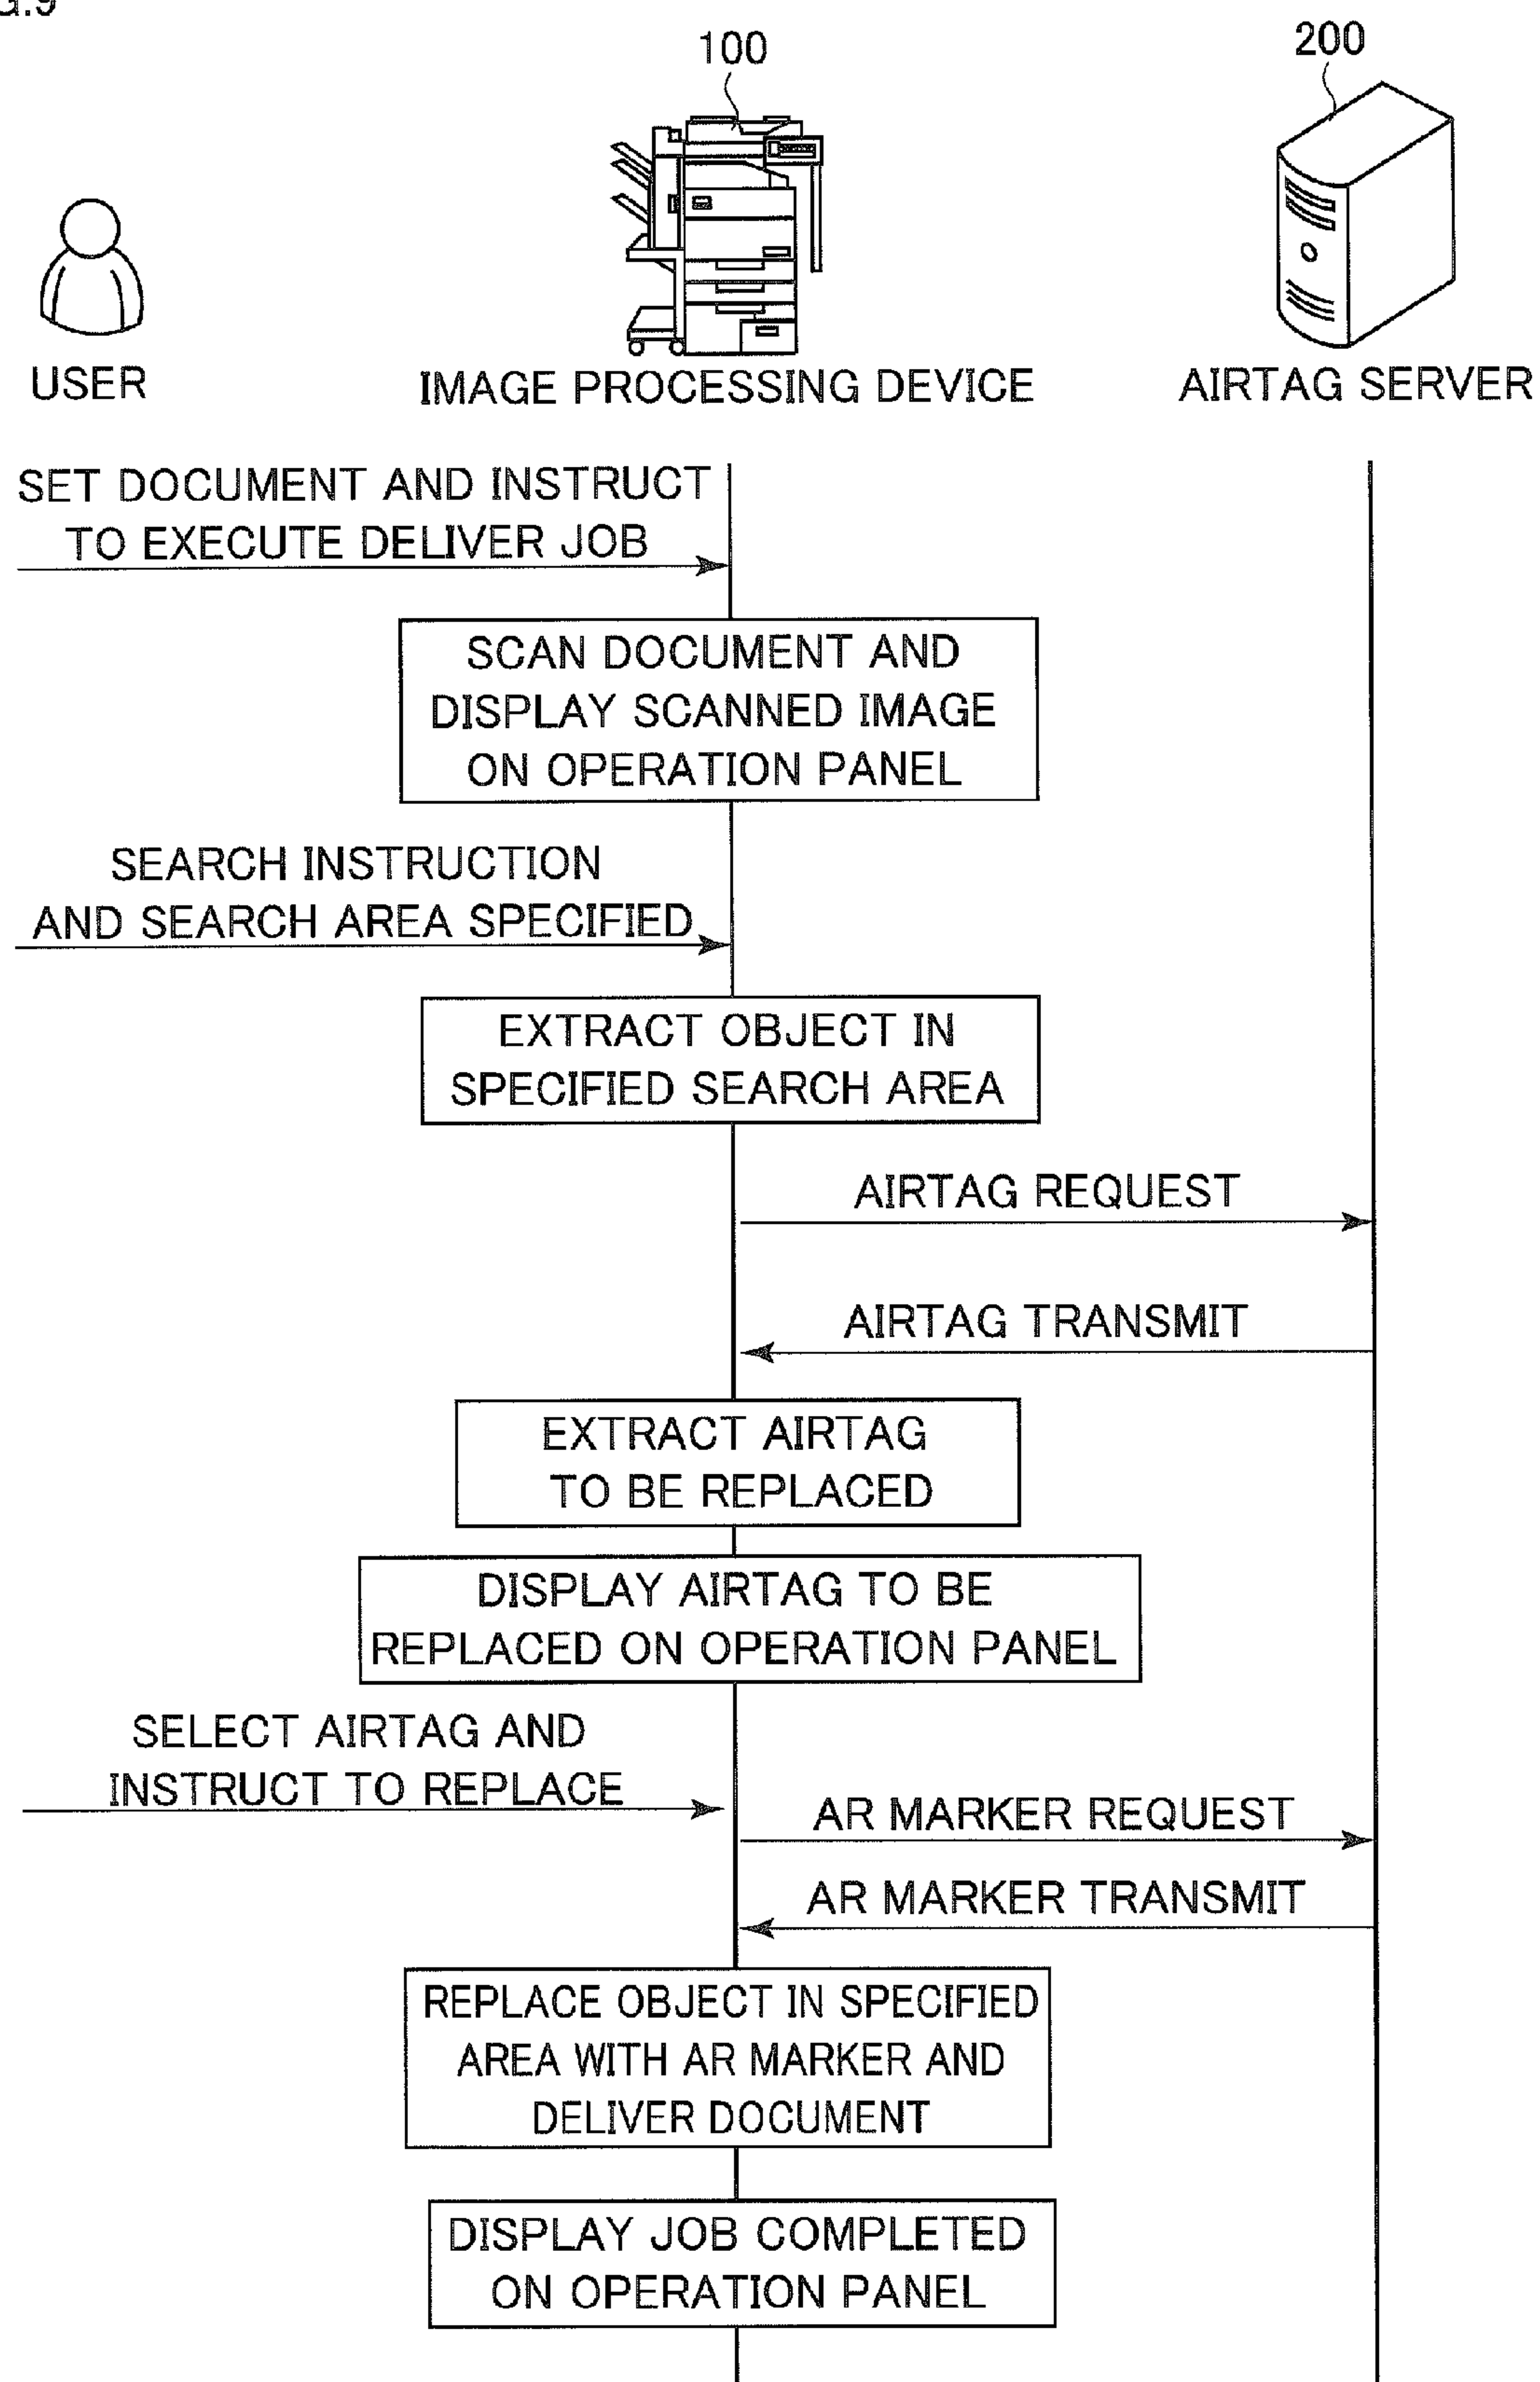 G.9
100
200
USER
IMAGE PROCESSING DEVICE
AIRTAG SERVER
SET DOCUMENT AND INSTRUCT
TO EXECUTE DELIVER JOB
SCAN DOCUMENT AND
DISPLAY SCANNED IMAGE
ON OPERATION PANEL
SEARCH INSTRUCTION
AND SEARCH AREA SPECIFIED
EXTRACT OBJECT IN
SPECIFIED SEARCH AREA
AIRTAG REQUEST
AIRTAG TRANSMIT
EXTRACT AIRTAG
TO BE REPLACED
DISPLAY AIRTAG TO BE
REPLACED ON OPERATION PANEL
SELECT AIRTAG AND
INSTRUCT TO REPLACE
AR MARKER REQUEST
AR MARKER TRANSMIT
REPLACE OBJECT IN SPECIFIED
AREA WITH AR MARKER AND
DELIVER DOCUMENT
DISPLAY JOB COMPLETED
ON OPERATION PANEL